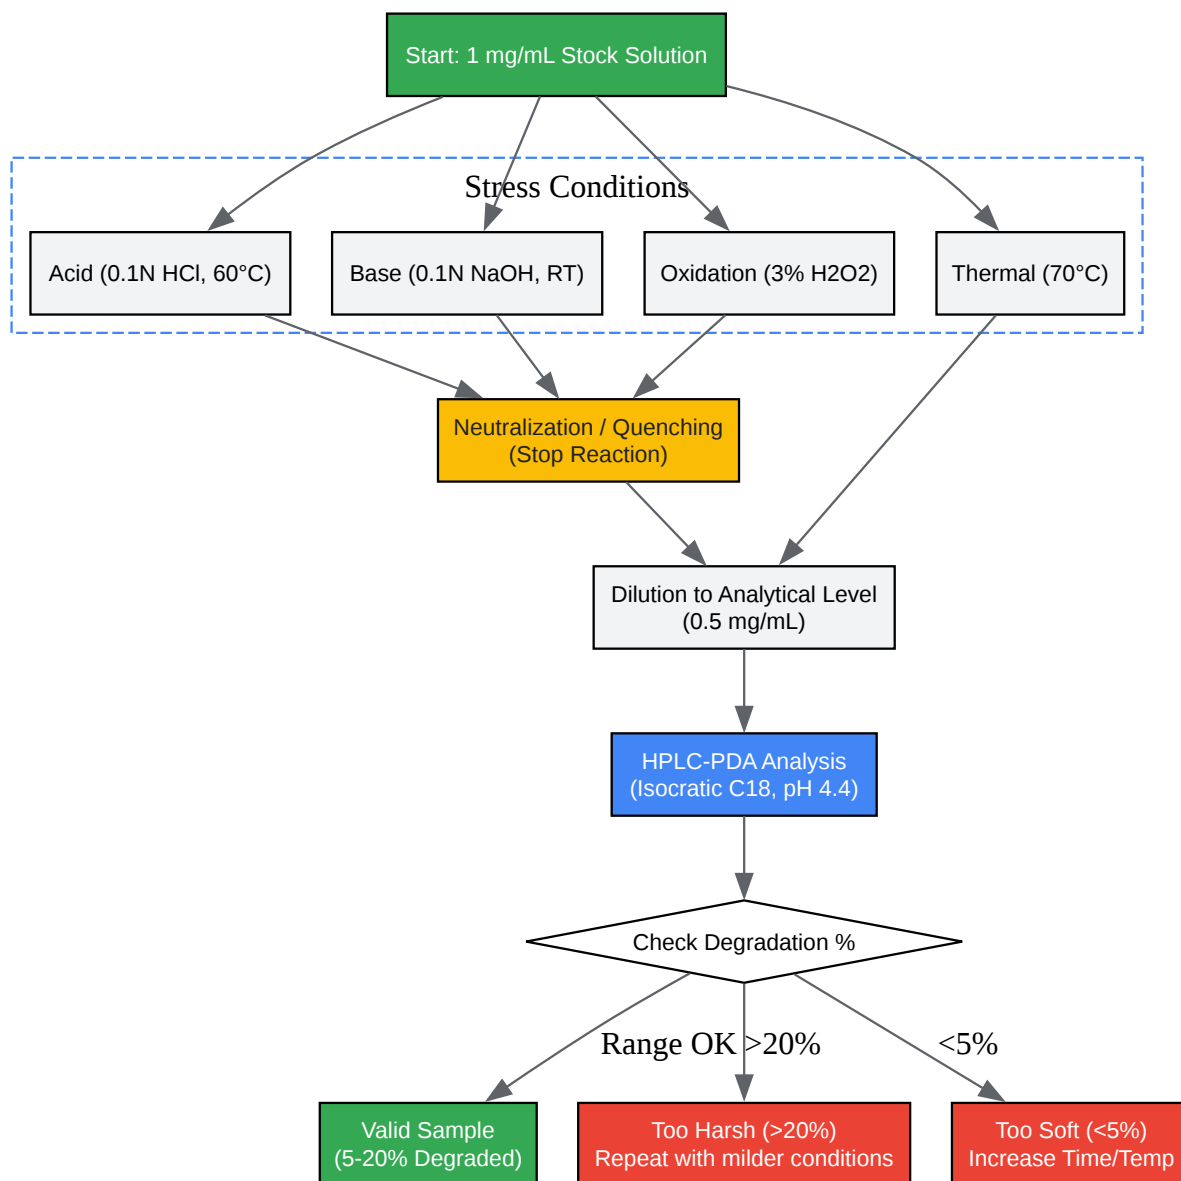 Start: 1 mg/mL Stock Solution
Stress Conditions
Acid (0.1N HCl, 60°C)
Base (0.1N NaOH, RT)
Oxidation (3% H2O2)
Thermal (70°C)
Neutralization / Quenching
(Stop Reaction)
Dilution to Analytical Level
(0.5 mg/mL)
HPLC-PDA Analysis
(Isocratic C18, pH 4.4)
Check Degradation %
Range OK
>20%
<5%
Valid Sample
(5-20% Degraded)
Too Harsh (>20%)
Repeat with milder conditions
Too Soft (<5%)
Increase Time/Temp